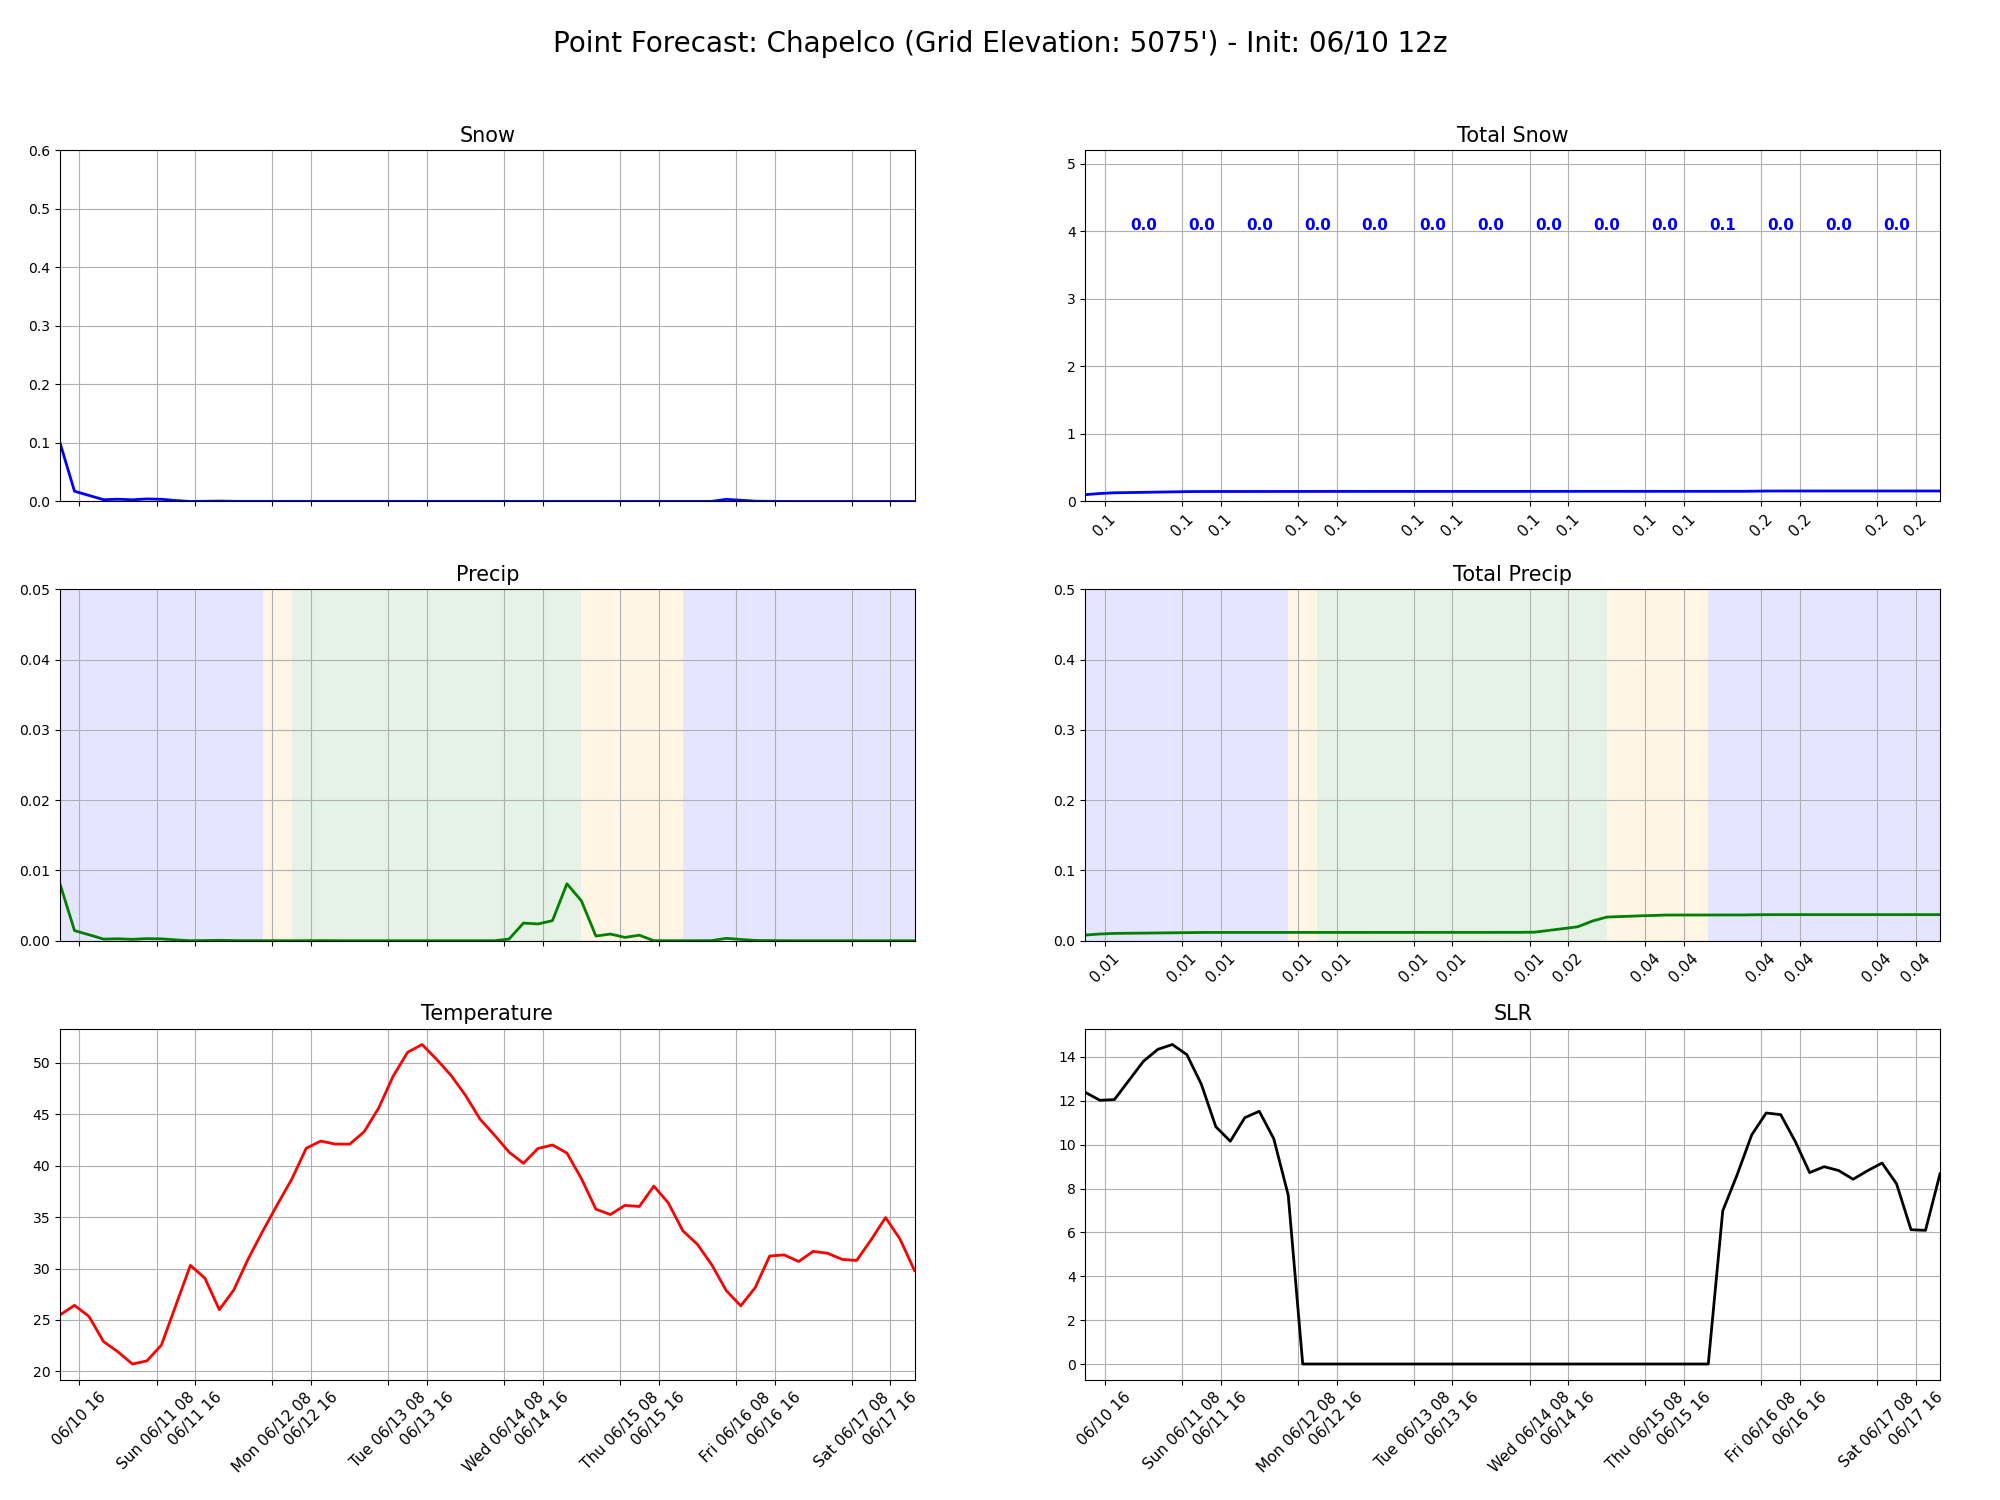 Point Forecast: Chapelco (Grid Elevation: 5075') - Init: 06/10 12z
Snow
0.6
0.5
0.4
0.3
0.2
0.1
0.0
Total Snow
5
4
3
2
1
0
0.0 0.0 0.0 0.0 0.0 0.0 0.0 0.0 0.0 0.0 0.1 0.0 0.0 0.0
0.1 0.1 0.1 0.1 0.1 0.1 0.1 0.1 0.1 0.1 0.1 0.2 0.2 0.2 0.2
Precip
0.05
0.04
0.03
0.02
0.01
0.00
Total Precip
0.5
0.4
0.3
0.2
0.1
0.0
0.01 0.01 0.01 0.01 0.01 0.01 0.01 0.01 0.02 0.04 0.04 0.04 0.04 0.04 0.04
Temperature
50
45
40
35
30
25
20
06/10 16
Sun 06/11 08
06/11 16
Mon 06/12 08
06/12 16
Tue 06/13 08
06/13 16
Wed 06/14 08
06/14 16
Thu 06/15 08
06/15 16
Fri 06/16 08
06/16 16
Sat 06/17 08
06/17 16
SLR
14
12
10
8
6
4
2
0
06/10 16
Sun 06/11 08
06/11 16
Mon 06/12 08
06/12 16
Tue 06/13 08
06/13 16
Wed 06/14 08
06/14 16
Thu 06/15 08
06/15 16
Fri 06/16 08
06/16 16
Sat 06/17 08
06/17 16